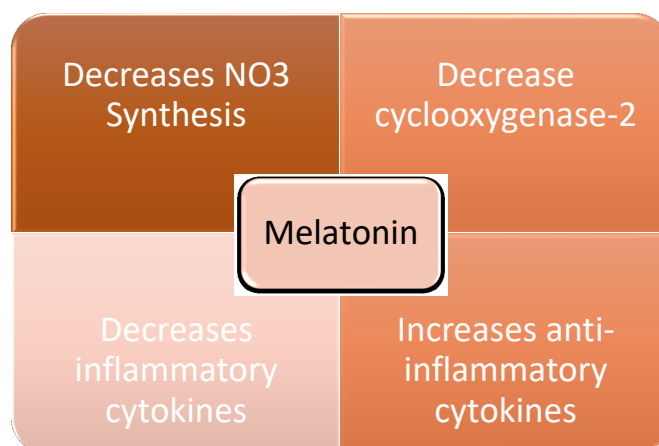 Decreases NO3
Synthesis
Decrease
cyclooxygenase-2
Melatonin
Decreases
inflammatory
cytokines
Increases anti-
inflammatory
cytokines